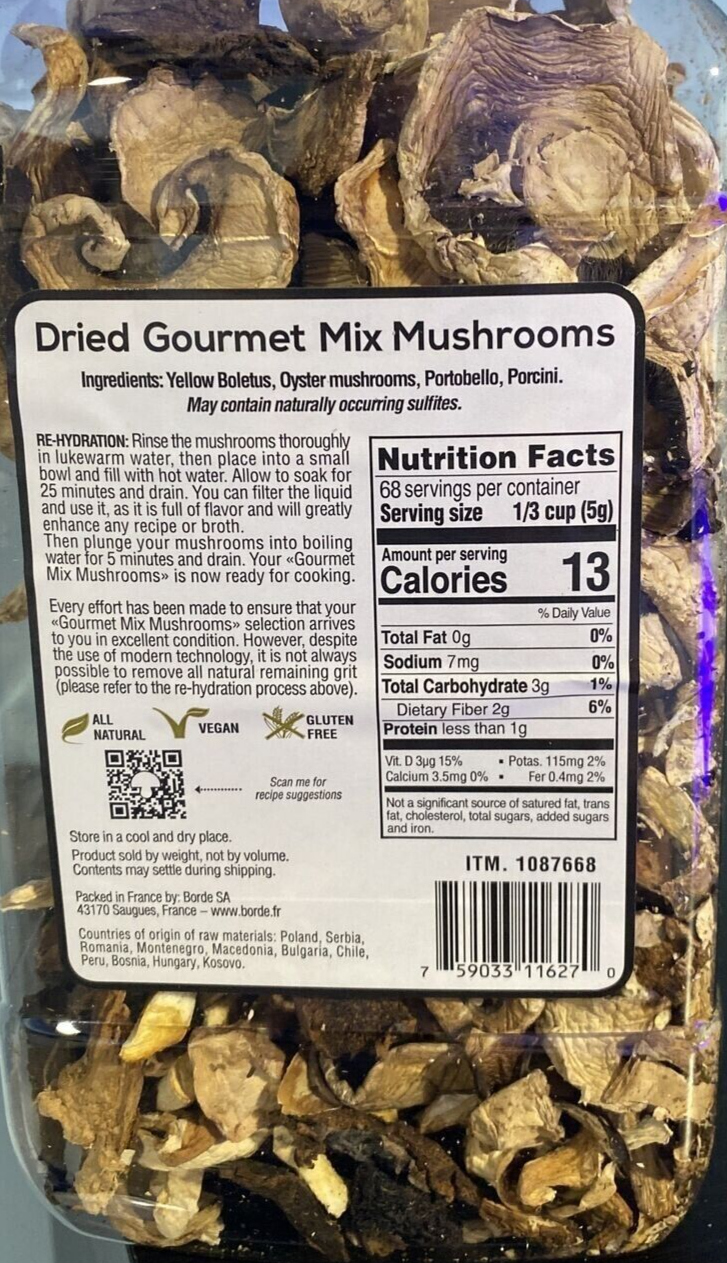 Dried Gourmet Mix Mushrooms
Ingredients: Yellow Boletus, Oyster mushrooms, Portobello, Porcini.
May contain naturally occurring sulfites.
RE-HYDRATION: Rinse the mushrooms thoroughly
in lukewarm water, then place into a small
bowl and fill with hot water. Allow to soak for
25 minutes and drain. You can filter the liquid
and use it, as it is full of flavor and will greatly
enhance any recipe or broth.
Then plunge your mushrooms into boiling
water for 5 minutes and drain. Your «Gourmet
Mix Mushrooms» is now ready for cooking.
Every effort has been made to ensure that your
«Gourmet Mix Mushrooms» selection arrives
to you in excellent condition. However, despite
the use of modern technology, it is not always
possible to remove all natural remaining grit
(please refer to the re-hydration process above).
ALL
NATURAL
VEGAN
GLUTEN
FREE
Scan me for
recipe suggestions
Store in a cool and dry place.
Product sold by weight, not by volume.
Contents may settle during shipping.
Packed in France by: Borde SA
43170 Saugues, France – www.borde.fr
Countries of origin of raw materials: Poland, Serbia,
Romania, Montenegro, Macedonia, Bulgaria, Chile,
Peru, Bosnia, Hungary, Kosovo.
Nutrition Facts
68 servings per container
Serving size 1/3 cup (5g)
Amount per serving
Calories 13
% Daily Value
Total Fat 0g 0%
Sodium 7mg 0%
Total Carbohydrate 3g 1%
Dietary Fiber 2g 6%
Protein less than 1g
Vit. D 3µg 15% ▪ Potas. 115mg 2%
Calcium 3.5mg 0% ▪ Fer 0.4mg 2%
Not a significant source of satured fat, trans
fat, cholesterol, total sugars, added sugars
and iron.
ITM. 1087668
7 59033 11627 0